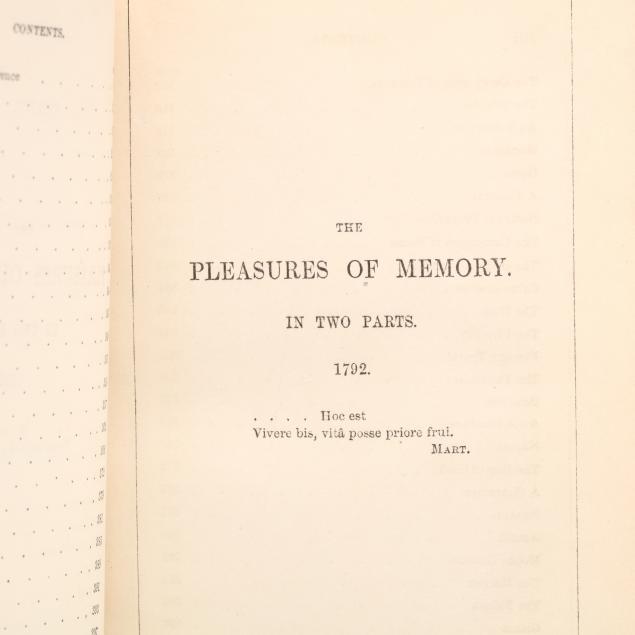 CONTENTS.
THE
PLEASURES OF MEMORY.
IN TWO PARTS.
1792.
. . . . Hoc est
Vivere bis, vitâ posse priore frui.
MART.